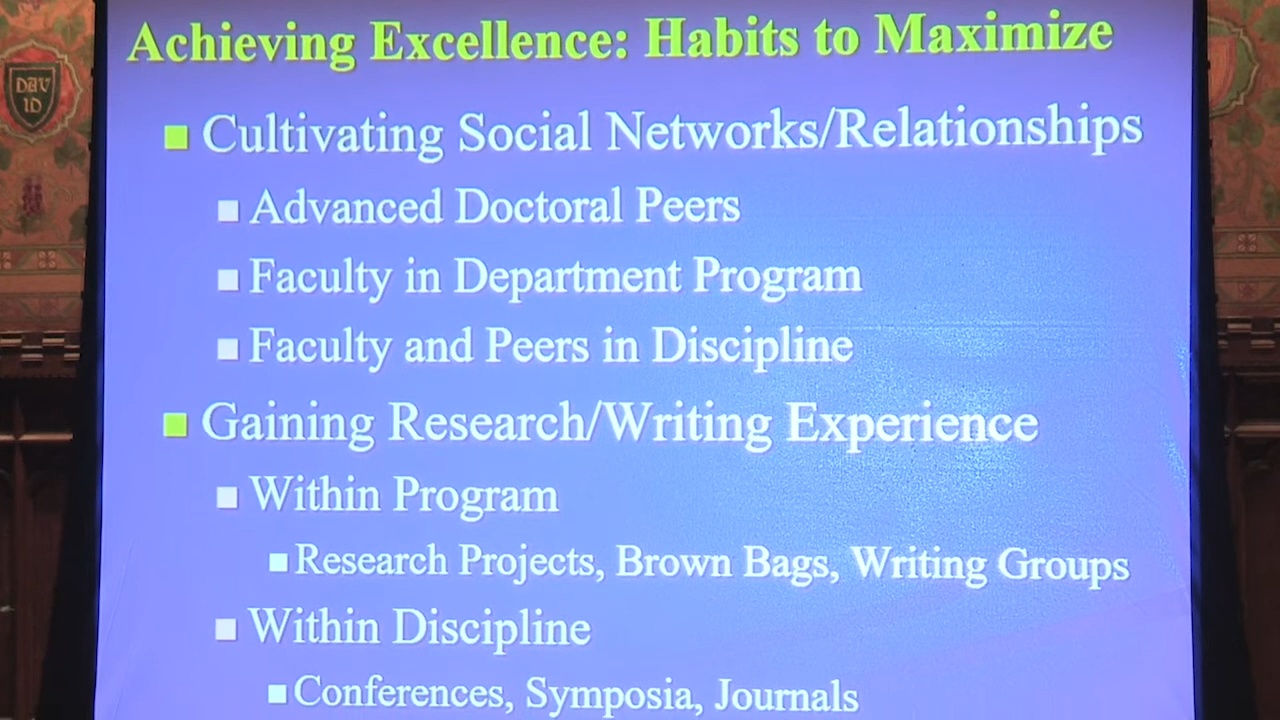 Achieving Excellence: Habits to Maximize
DAV
ID
Cultivating Social Networks/Relationships
Advanced Doctoral Peers
Faculty in Department Program
Faculty and Peers in Discipline
Gaining Research/Writing Experience
Within Program
Research Projects, Brown Bags, Writing Groups
Within Discipline
Conferences, Symposia, Journals